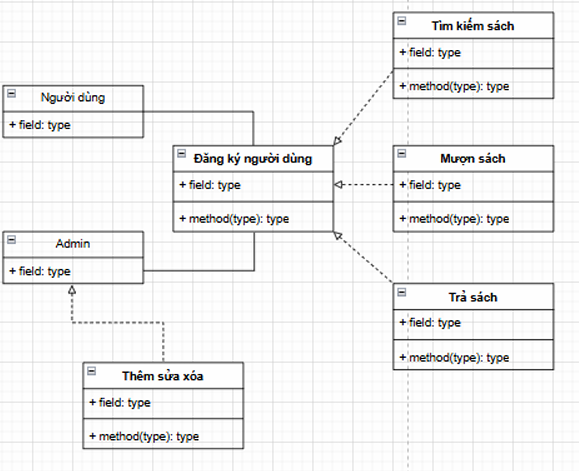 Tìm kiếm sách
+ field: type
+ method(type): type
Người dùng
+ field: type
Đăng ký người dùng
+ field: type
+ method(type): type
Mượn sách
+ field: type
+ method(type): type
Admin
+ field: type
Trả sách
+ field: type
+ method(type): type
Thêm sửa xóa
+ field: type
+ method(type): type